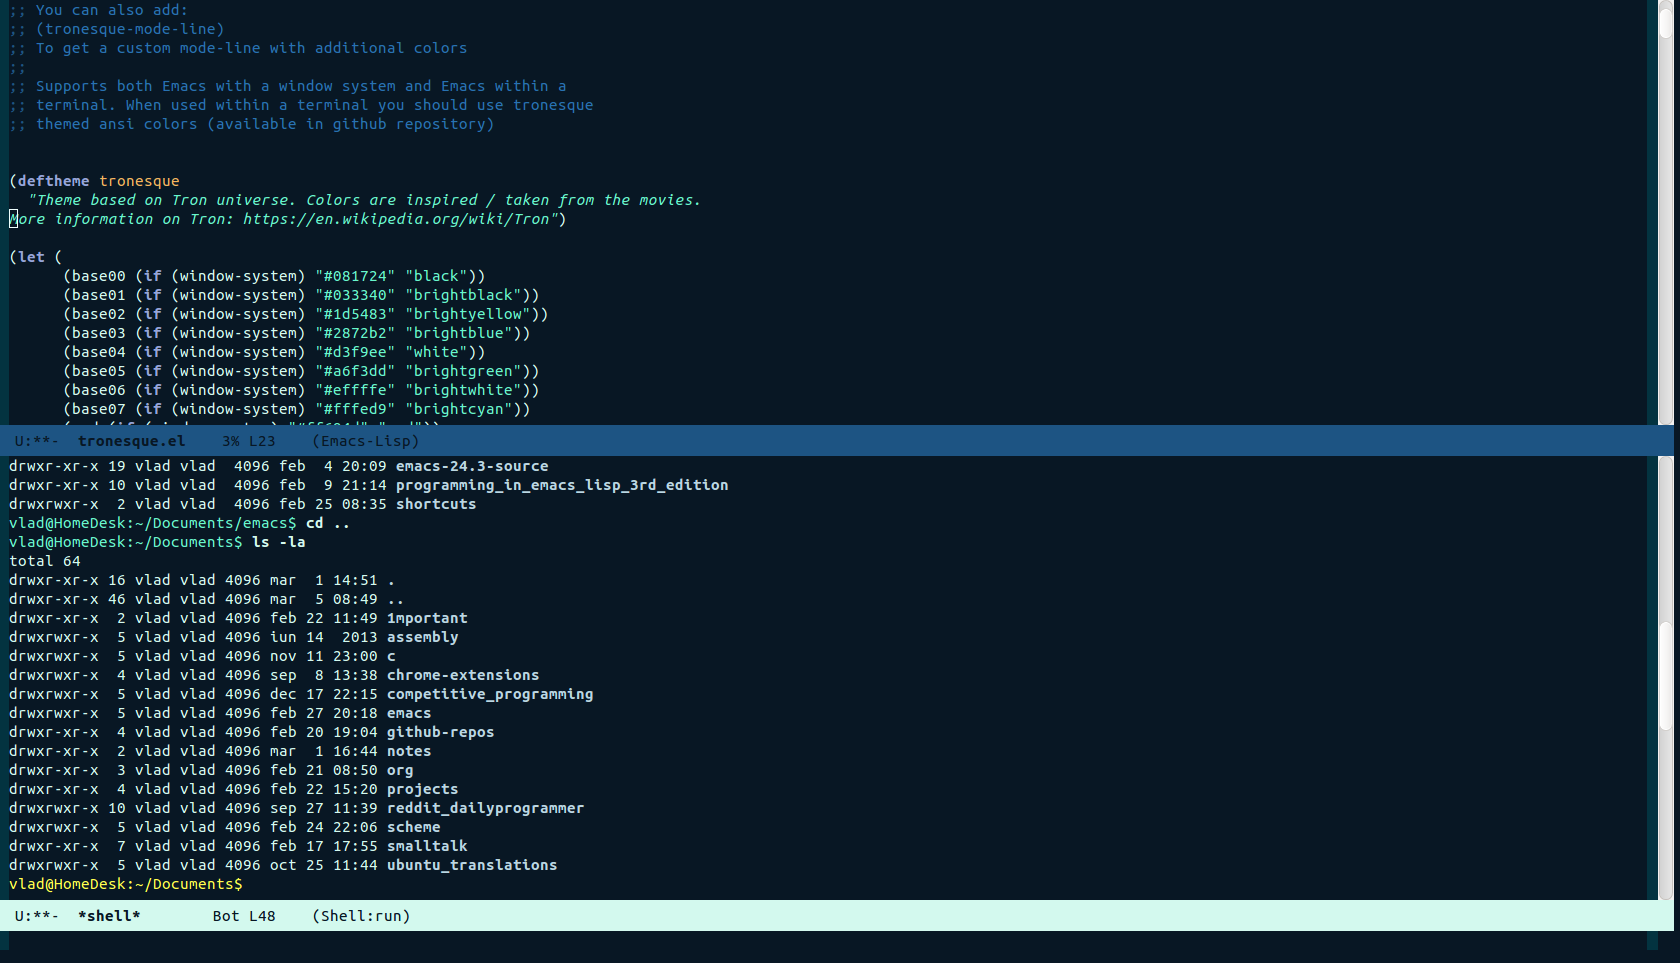 ;; You can also add:
;; (tronesque-mode-line)
;; To get a custom mode-line with additional colors
;;
;; Supports both Emacs with a window system and Emacs within a
;; terminal. When used within a terminal you should use tronesque
;; themed ansi colors (available in github repository)
(deftheme tronesque
  "Theme based on Tron universe. Colors are inspired / taken from the movies.
More information on Tron: https://en.wikipedia.org/wiki/Tron")
(let (
      (base00 (if (window-system) "#081724" "black"))
      (base01 (if (window-system) "#033340" "brightblack"))
      (base02 (if (window-system) "#1d5483" "brightyellow"))
      (base03 (if (window-system) "#2872b2" "brightblue"))
      (base04 (if (window-system) "#d3f9ee" "white"))
      (base05 (if (window-system) "#a6f3dd" "brightgreen"))
      (base06 (if (window-system) "#effffe" "brightwhite"))
      (base07 (if (window-system) "#fffed9" "brightcyan"))
U:**-  tronesque.el    3% L23    (Emacs-Lisp)
drwxr-xr-x 19 vlad vlad  4096 feb  4 20:09 emacs-24.3-source
drwxr-xr-x 10 vlad vlad  4096 feb  9 21:14 programming_in_emacs_lisp_3rd_edition
drwxrwxr-x  2 vlad vlad  4096 feb 25 08:35 shortcuts
vlad@HomeDesk:~/Documents/emacs$ cd ..
vlad@HomeDesk:~/Documents$ ls -la
total 64
drwxr-xr-x 16 vlad vlad 4096 mar  1 14:51 .
drwxr-xr-x 46 vlad vlad 4096 mar  5 08:49 ..
drwxr-xr-x  2 vlad vlad 4096 feb 22 11:49 1mportant
drwxrwxr-x  5 vlad vlad 4096 iun 14  2013 assembly
drwxrwxr-x  5 vlad vlad 4096 nov 11 23:00 c
drwxr-xr-x  4 vlad vlad 4096 sep  8 13:38 chrome-extensions
drwxrwxr-x  5 vlad vlad 4096 dec 17 22:15 competitive_programming
drwxrwxr-x  5 vlad vlad 4096 feb 27 20:18 emacs
drwxrwxr-x  4 vlad vlad 4096 feb 20 19:04 github-repos
drwxr-xr-x  2 vlad vlad 4096 mar  1 16:44 notes
drwxr-xr-x  3 vlad vlad 4096 feb 21 08:50 org
drwxr-xr-x  4 vlad vlad 4096 feb 22 15:20 projects
drwxrwxr-x 10 vlad vlad 4096 sep 27 11:39 reddit_dailyprogrammer
drwxrwxr-x  5 vlad vlad 4096 feb 24 22:06 scheme
drwxr-xr-x  7 vlad vlad 4096 feb 17 17:55 smalltalk
drwxrwxr-x  5 vlad vlad 4096 oct 25 11:44 ubuntu_translations
vlad@HomeDesk:~/Documents$
U:**-  *shell*        Bot L48    (Shell:run)